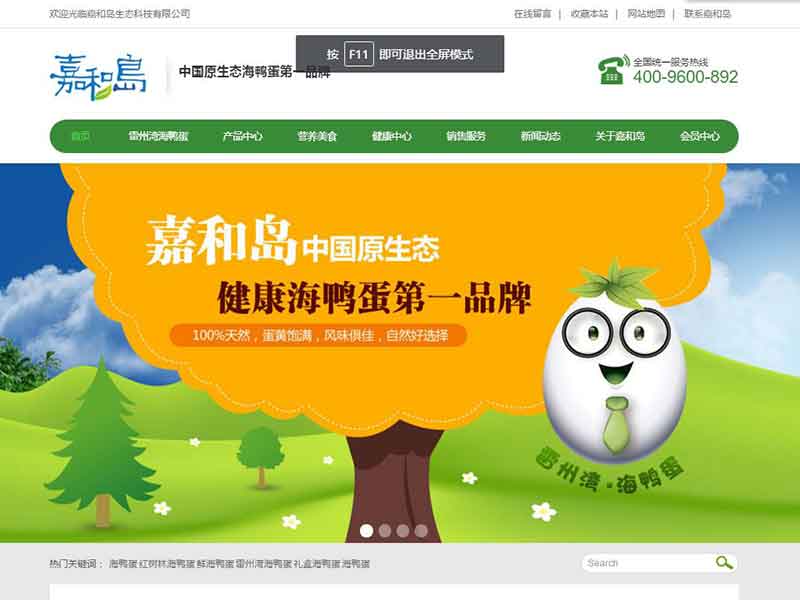 欢迎光临嘉和岛生态科技有限公司
在线留言 | 收藏本站 | 网站地图 | 联系嘉和岛
按 F11 即可退出全屏模式
嘉和岛
中国原生态海鸭蛋第一品牌
全国统一服务热线
400-9600-892
首页 雷州湾海鸭蛋 产品中心 营养美食 健康中心 销售服务 新闻动态 关于嘉和岛 会员中心
嘉和岛 中国原生态
健康海鸭蛋第一品牌
100%天然，蛋黄饱满，风味俱佳，自然好选择
雷州湾·海鸭蛋
热门关键词： 海鸭蛋 红树林海鸭蛋 鲜海鸭蛋 雷州湾海鸭蛋 礼盒海鸭蛋 海鸭蛋
Search